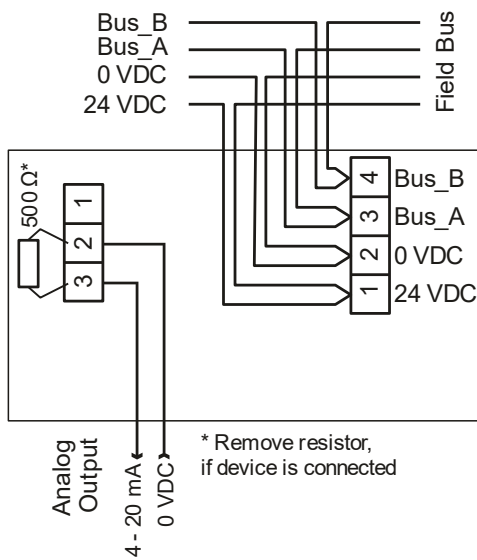 Bus_B
Bus_A
0 VDC
24 VDC
Field Bus
500 Ω*
1
2
3
4
3
2
1
Bus_B
Bus_A
0 VDC
24 VDC
Analog
Output
4 - 20 mA
0 VDC
* Remove resistor,
if device is connected